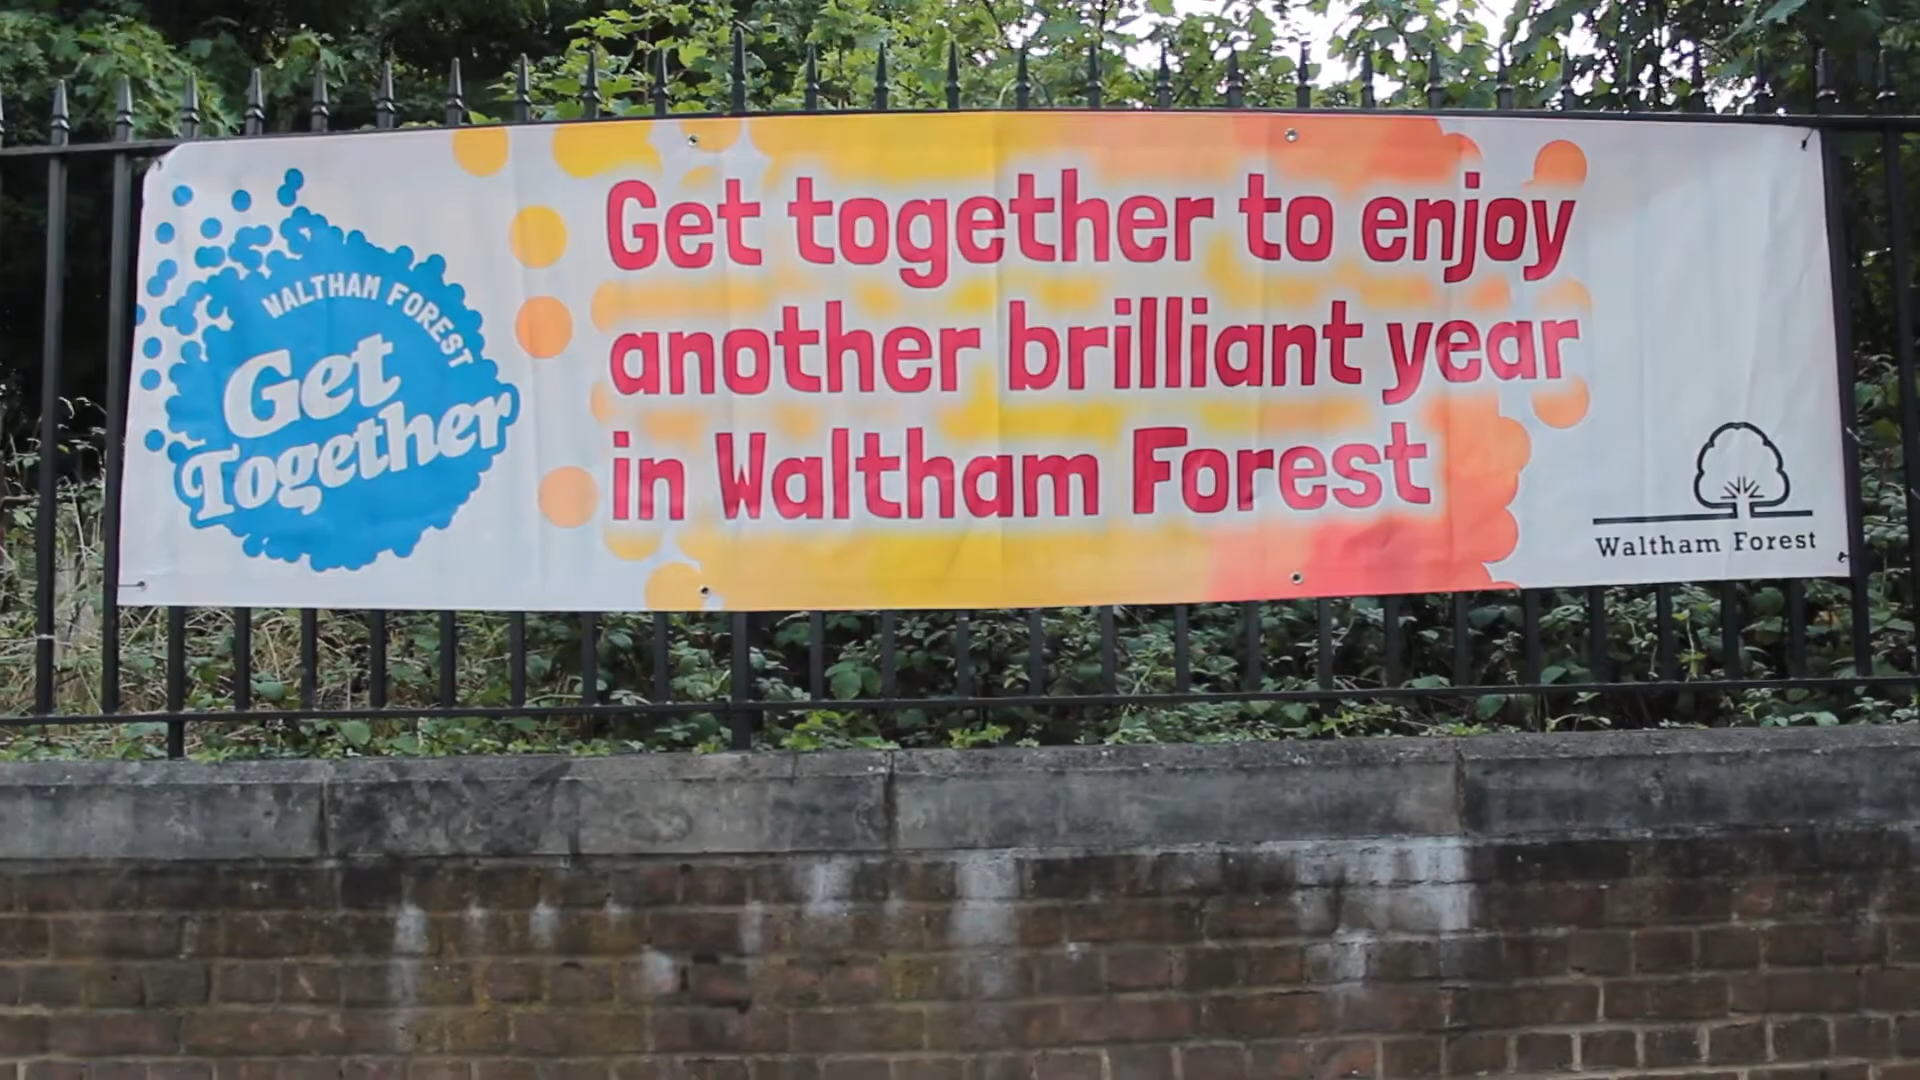 WALTHAM FOREST
Get
Together
Get together to enjoy
another brilliant year
in Waltham Forest
Waltham Forest